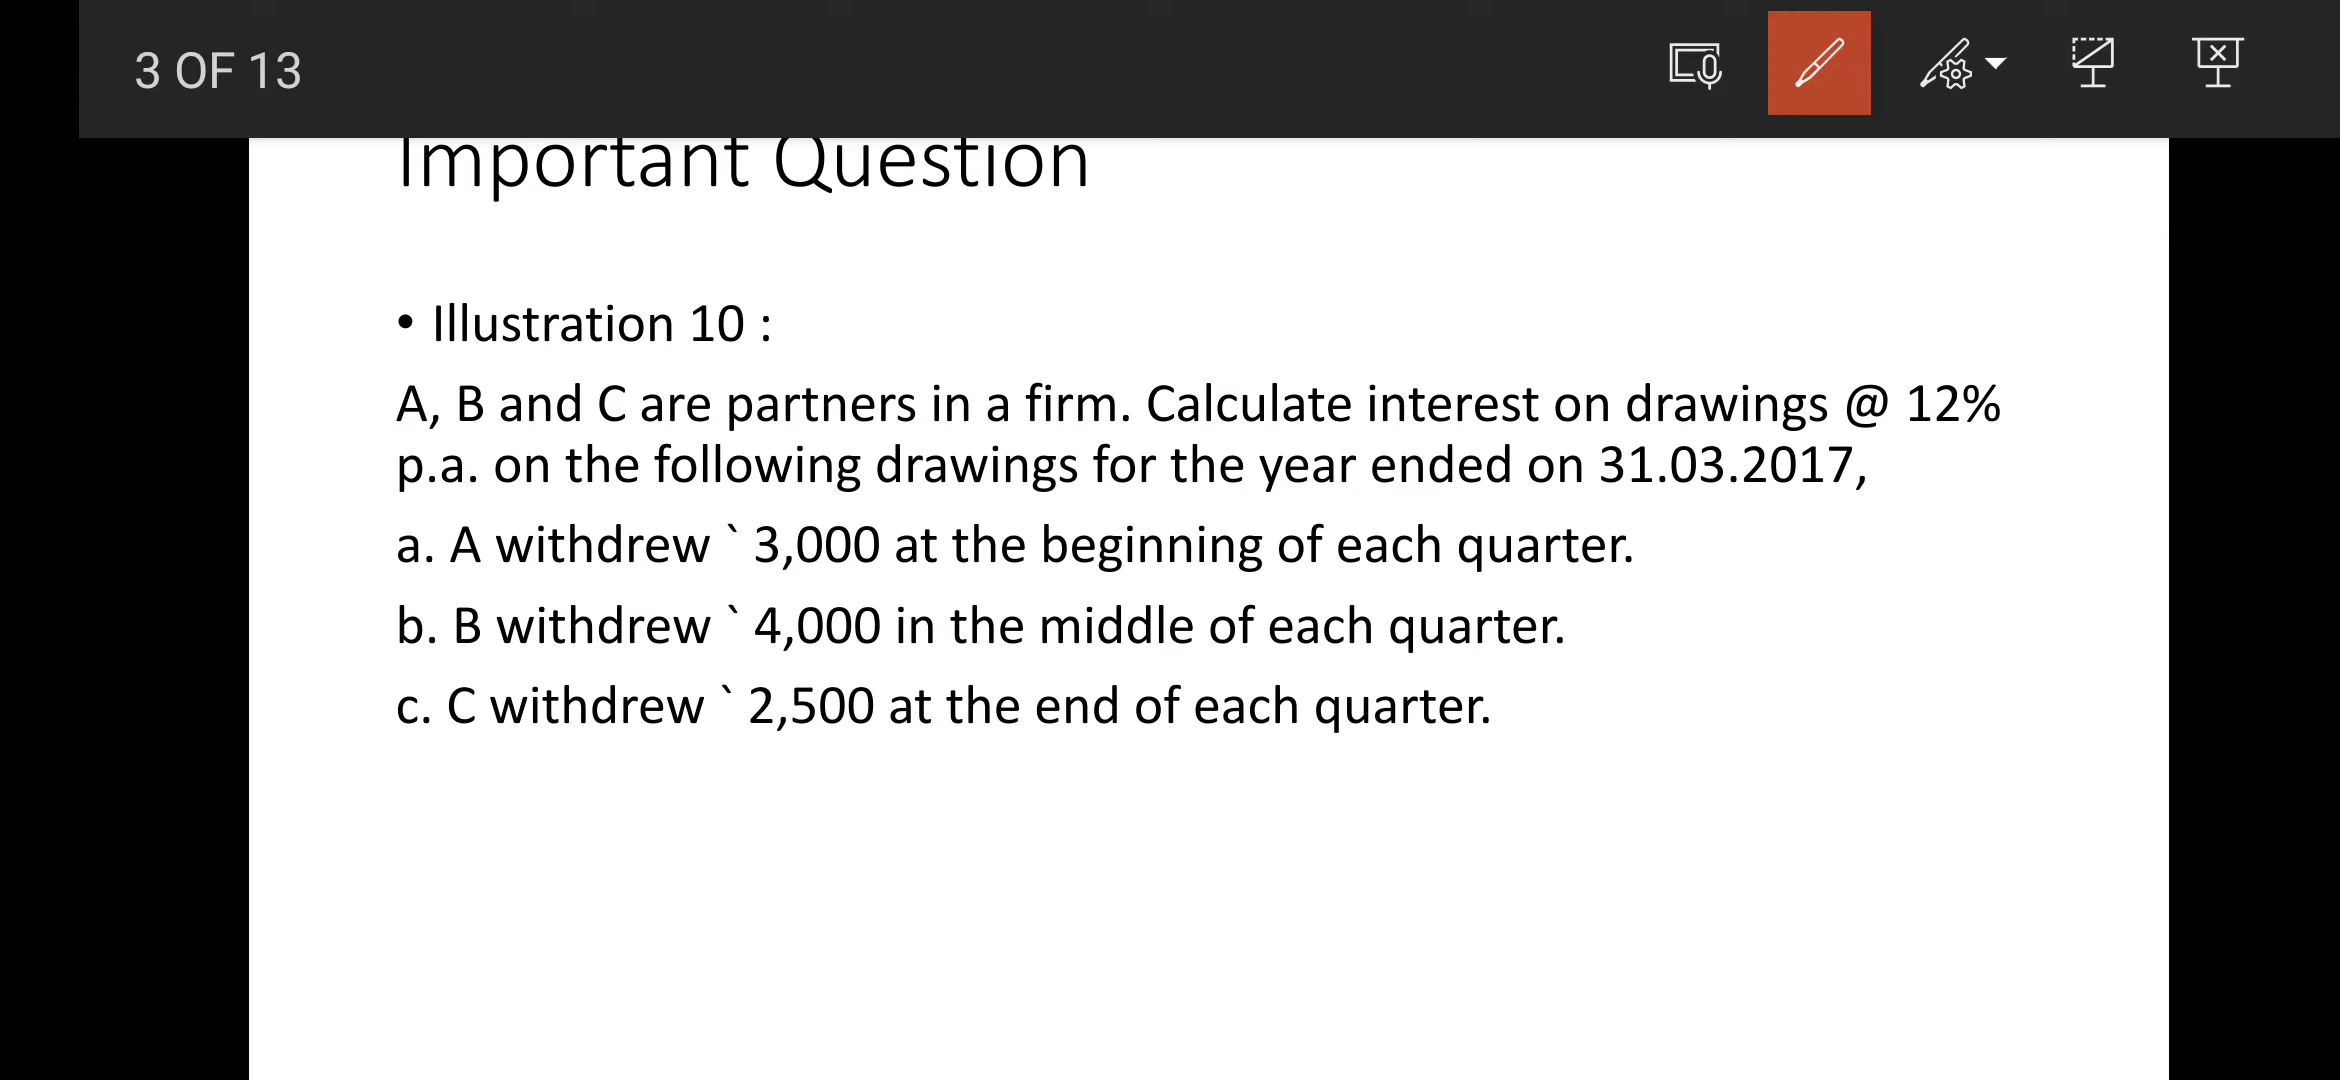 3 OF 13
Important Question
• Illustration 10 :
A, B and C are partners in a firm. Calculate interest on drawings @ 12%
p.a. on the following drawings for the year ended on 31.03.2017,
a. A withdrew ` 3,000 at the beginning of each quarter.
b. B withdrew ` 4,000 in the middle of each quarter.
c. C withdrew ` 2,500 at the end of each quarter.